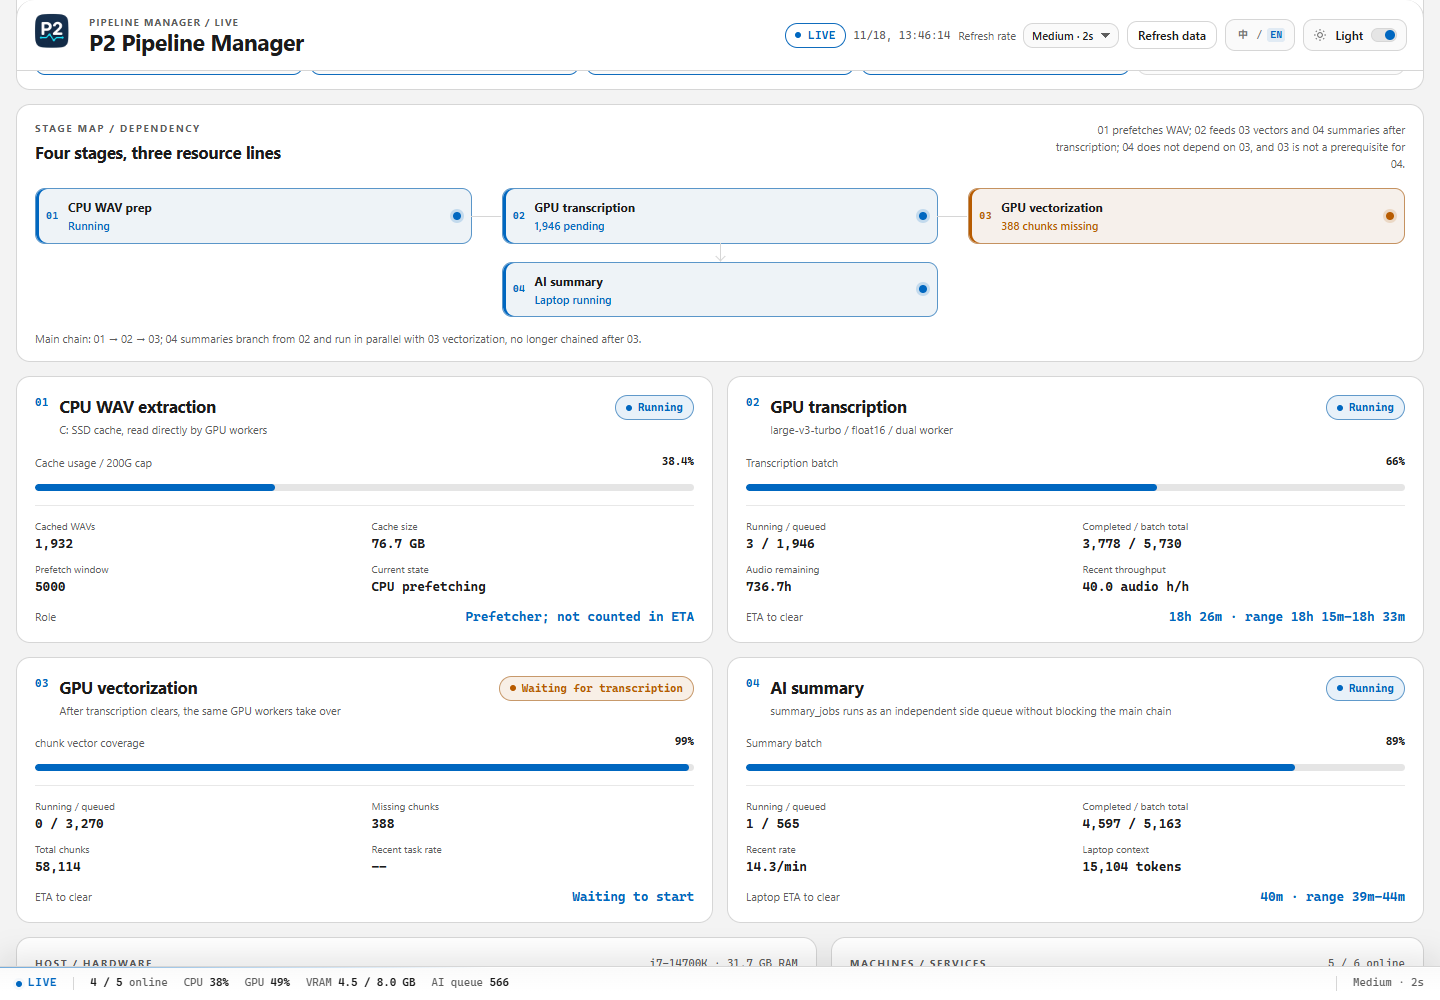 P2
PIPELINE MANAGER / LIVE
P2 Pipeline Manager
LIVE
11/18, 13:46:14
Refresh rate
Medium · 2s
Refresh data
中 / EN
Light
STAGE MAP / DEPENDENCY
Four stages, three resource lines
01 prefetches WAV; 02 feeds 03 vectors and 04 summaries after
transcription; 04 does not depend on 03, and 03 is not a prerequisite for
04.
01
CPU WAV prep
Running
02
GPU transcription
1,946 pending
03
GPU vectorization
388 chunks missing
04
AI summary
Laptop running
Main chain: 01 → 02 → 03; 04 summaries branch from 02 and run in parallel with 03 vectorization, no longer chained after 03.
01
CPU WAV extraction
Running
C: SSD cache, read directly by GPU workers
Cache usage / 200G cap
38.4%
Cached WAVs
1,932
Cache size
76.7 GB
Prefetch window
5000
Current state
CPU prefetching
Role
Prefetcher; not counted in ETA
02
GPU transcription
Running
large-v3-turbo / float16 / dual worker
Transcription batch
66%
Running / queued
3 / 1,946
Completed / batch total
3,778 / 5,730
Audio remaining
736.7h
Recent throughput
40.0 audio h/h
ETA to clear
18h 26m · range 18h 15m–18h 33m
03
GPU vectorization
Waiting for transcription
After transcription clears, the same GPU workers take over
chunk vector coverage
99%
Running / queued
0 / 3,270
Missing chunks
388
Total chunks
58,114
Recent task rate
––
ETA to clear
Waiting to start
04
AI summary
Running
summary_jobs runs as an independent side queue without blocking the main chain
Summary batch
89%
Running / queued
1 / 565
Completed / batch total
4,597 / 5,163
Recent rate
14.3/min
Laptop context
15,104 tokens
Laptop ETA to clear
40m · range 39m–44m
HOST / HARDWARE
i7-14700K · 31.7 GB RAM
MACHINES / SERVICES
5 / 6 online
LIVE
4 / 5 online
CPU 38%
GPU 49%
VRAM 4.5 / 8.0 GB
AI queue 566
Medium · 2s